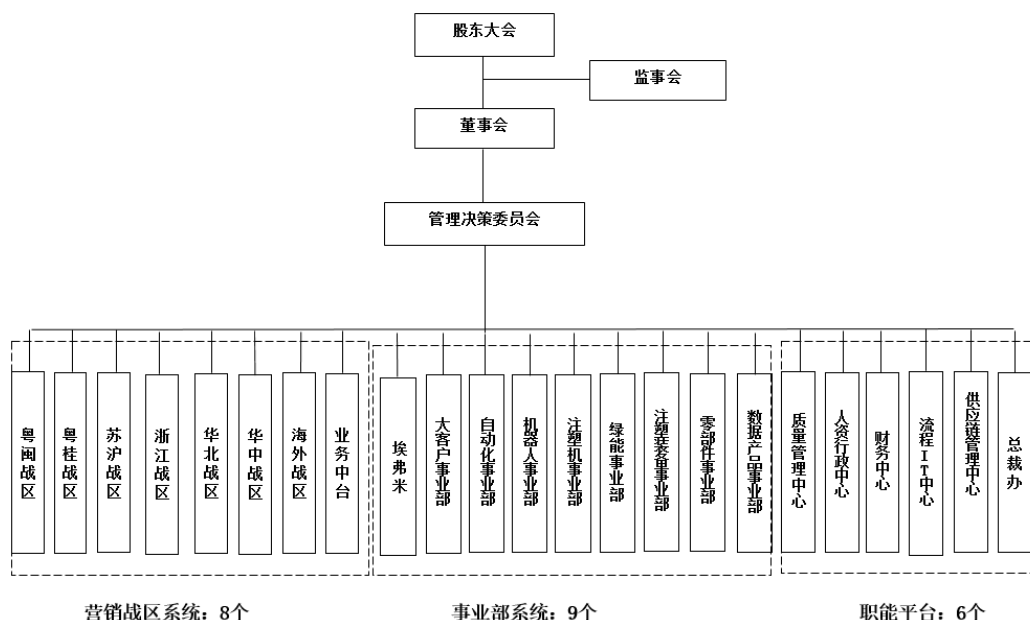 股东大会
监事会
董事会
管理决策委员会
粤闽战区
粤桂战区
苏沪战区
浙江战区
华北战区
华中战区
海外战区
业务中台
埃弗米
大客户事业部
自动化事业部
机器人事业部
注塑机事业部
绿能事业部
注塑装备事业部
零部件事业部
数据产品事业部
质量管理中心
人资行政中心
财务中心
流程IT中心
供应链管理中心
总裁办
营销战区系统：8个
事业部系统：9个
职能平台：6个